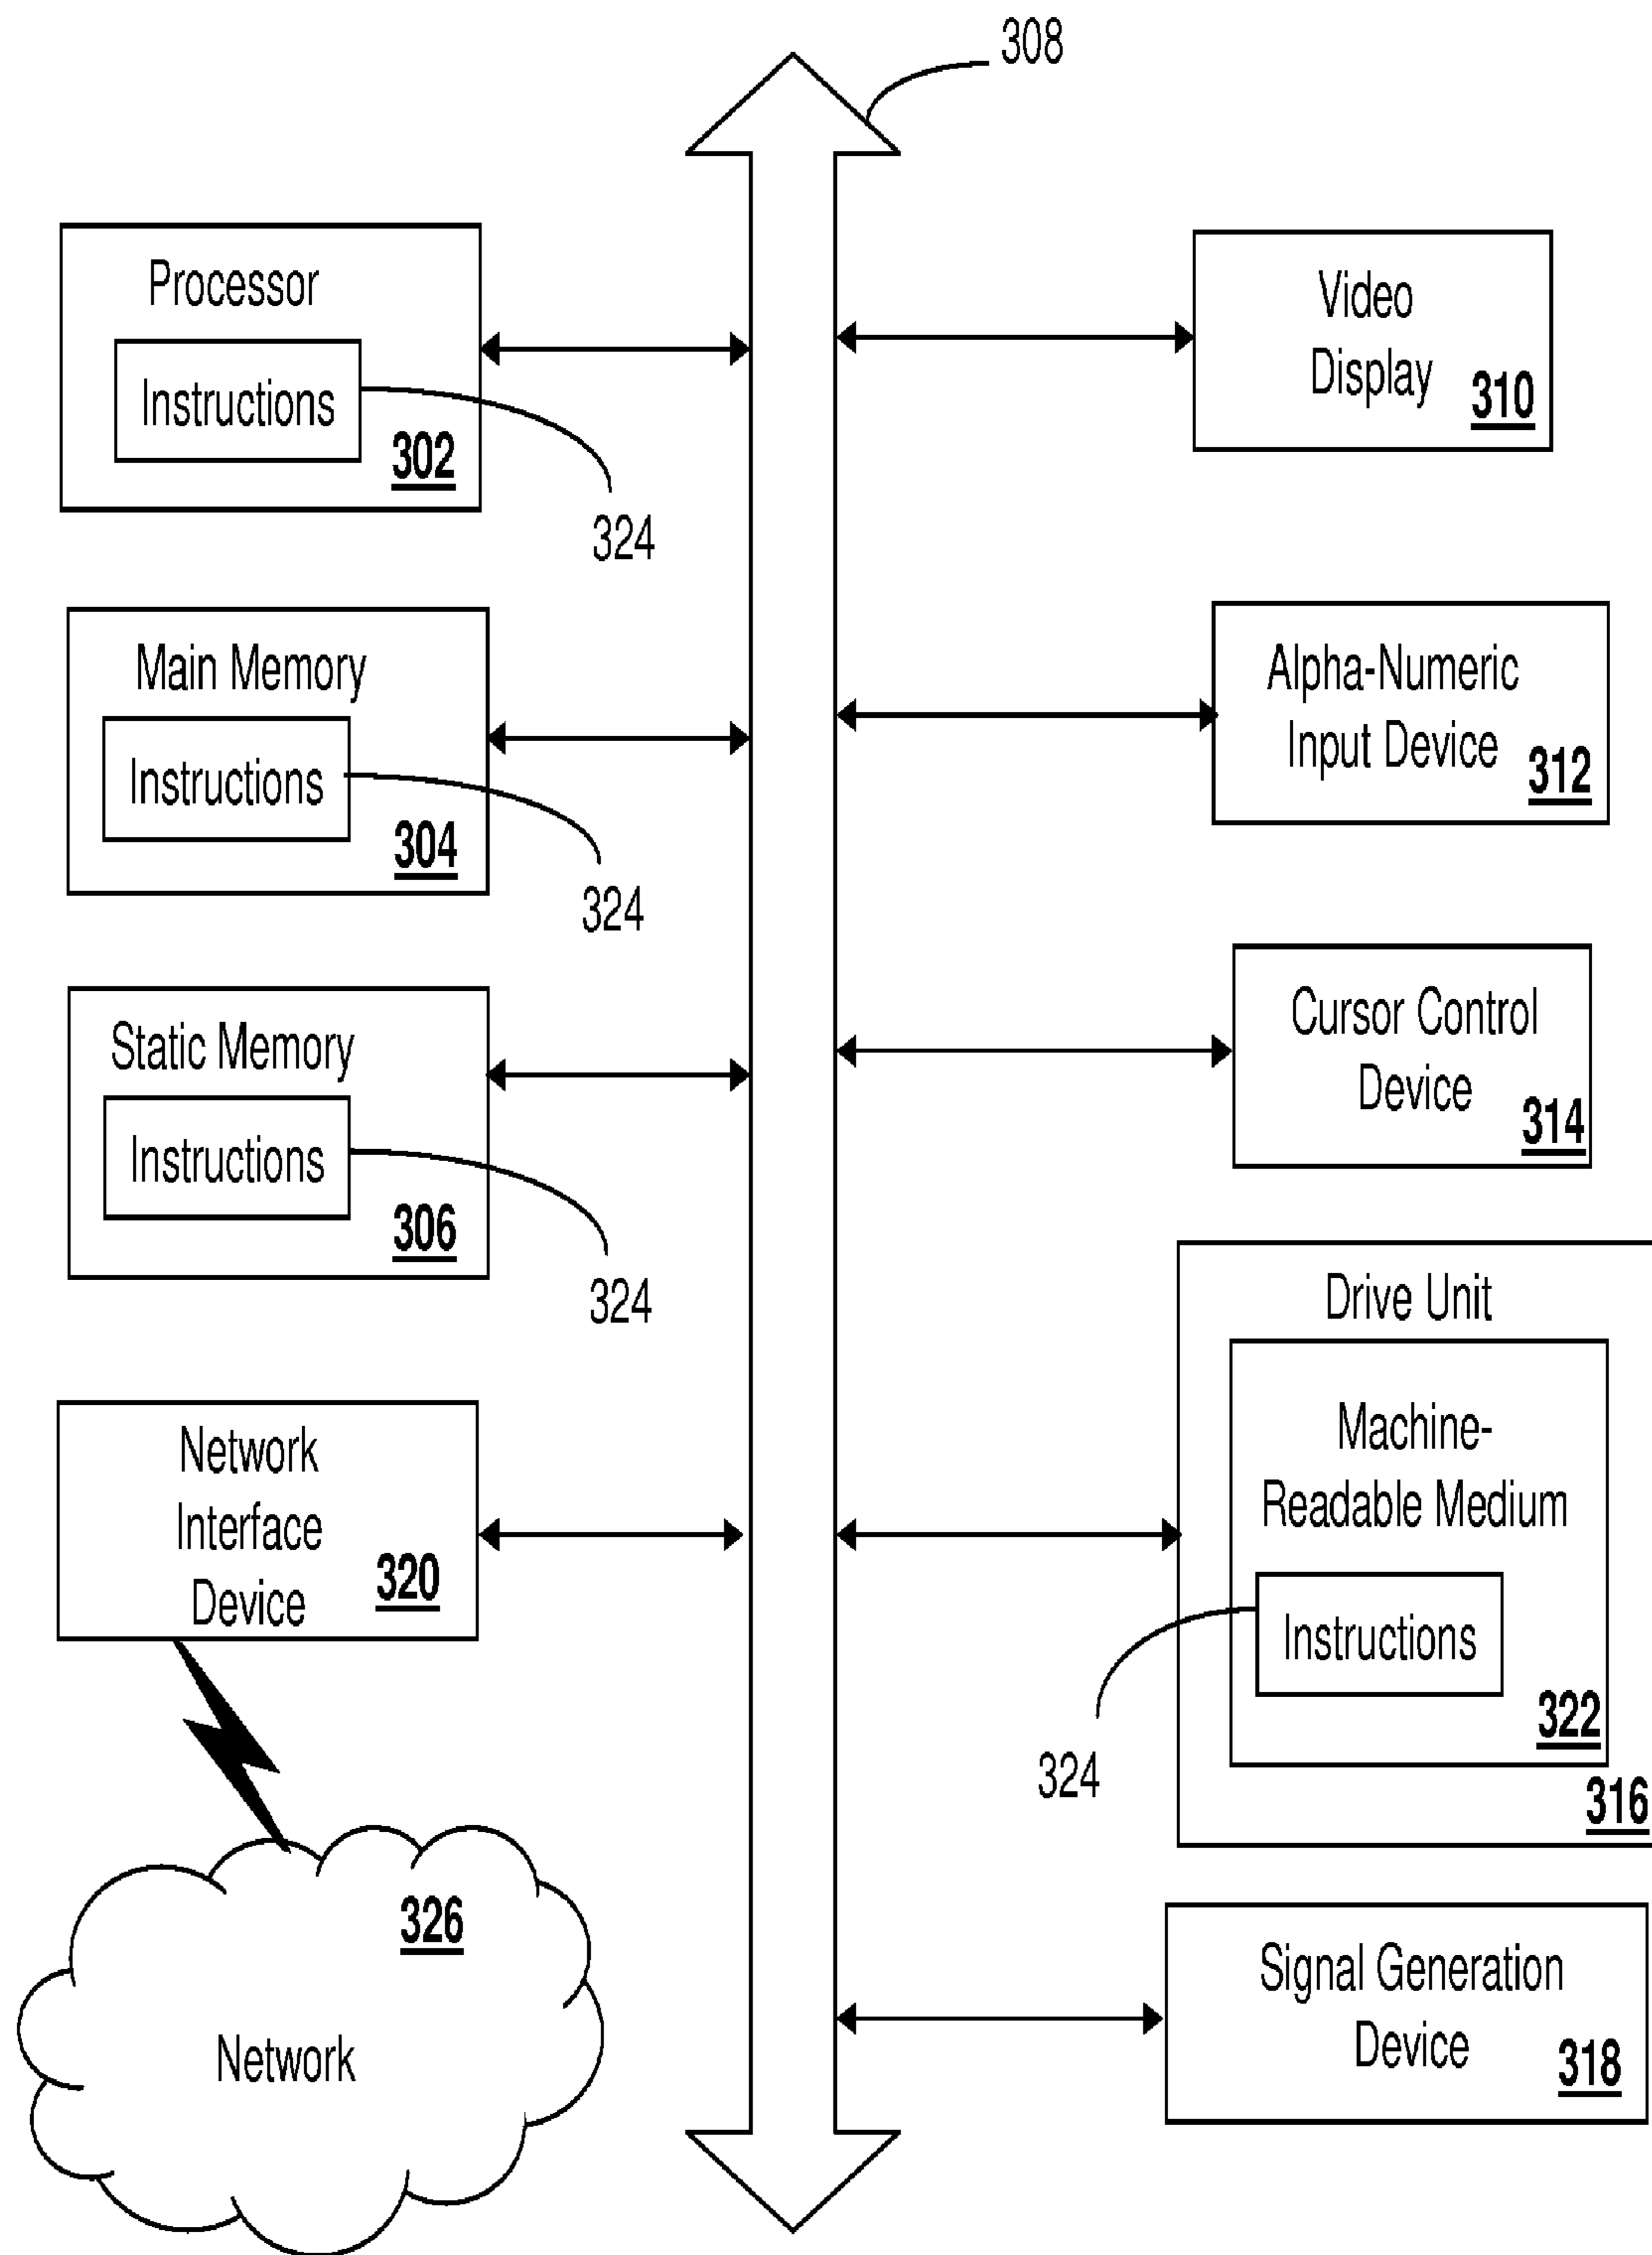 308
Processor
Instructions
302
324
Main Memory
Instructions
304
324
Static Memory
Instructions
306
324
Network
Interface
Device
320
326
Network
Video
Display
310
Alpha-Numeric
Input Device
312
Cursor Control
Device
314
Drive Unit
Machine-
Readable Medium
Instructions
322
324
316
Signal Generation
Device
318